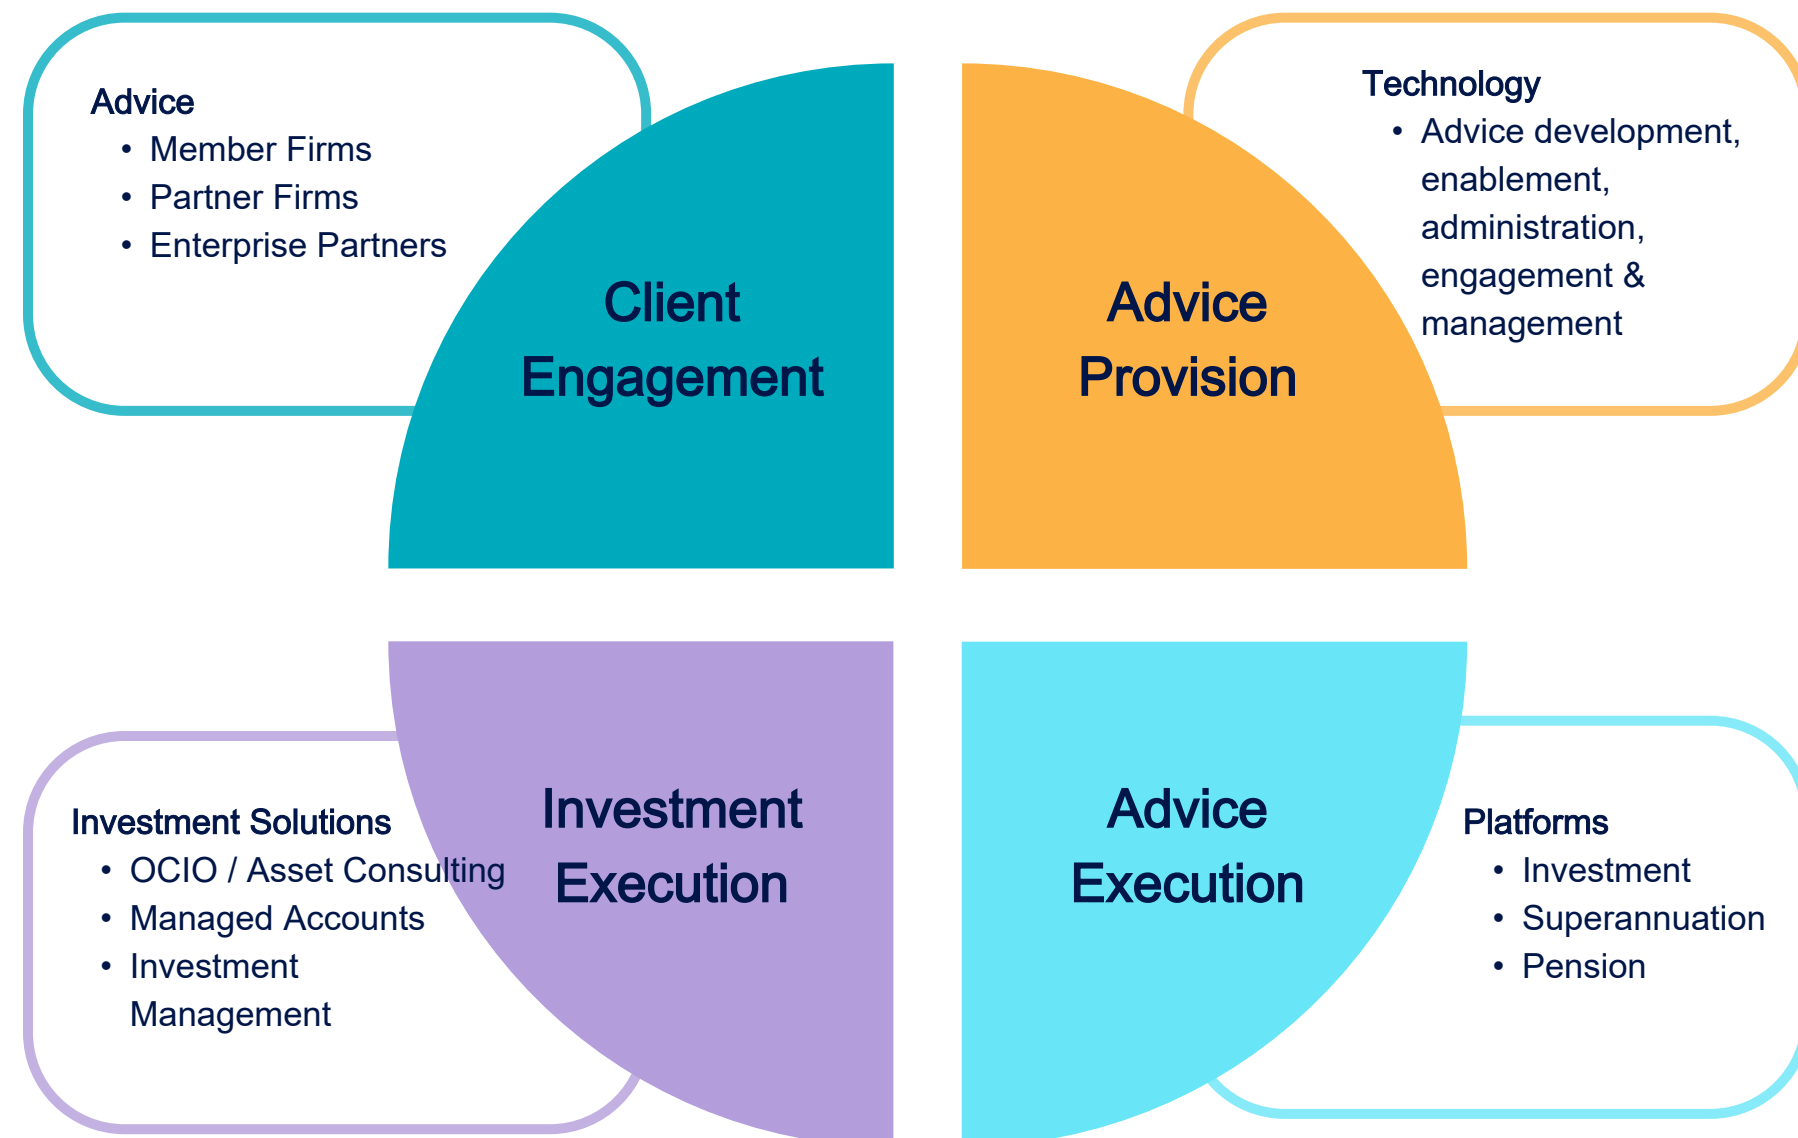 Advice
• Member Firms
• Partner Firms
• Enterprise Partners
Client
Engagement
Technology
• Advice development,
enablement,
administration,
engagement &
management
Advice
Provision
Investment Solutions
• OCIO / Asset Consulting
• Managed Accounts
• Investment
Management
Investment
Execution
Advice
Execution
Platforms
• Investment
• Superannuation
• Pension